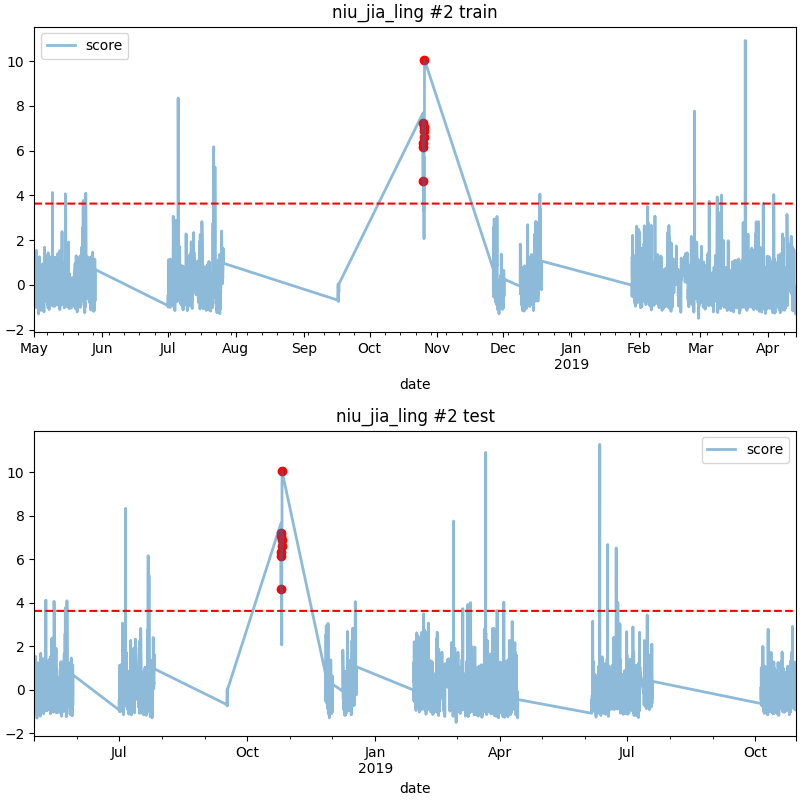 niu_jia_ling #2 train
score
10
8
6
4
2
0
−2
May Jun Jul Aug Sep Oct Nov Dec Jan Feb Mar Apr
2019
date
niu_jia_ling #2 test
score
10
8
6
4
2
0
−2
Jul Oct Jan Apr Jul Oct
2019
date